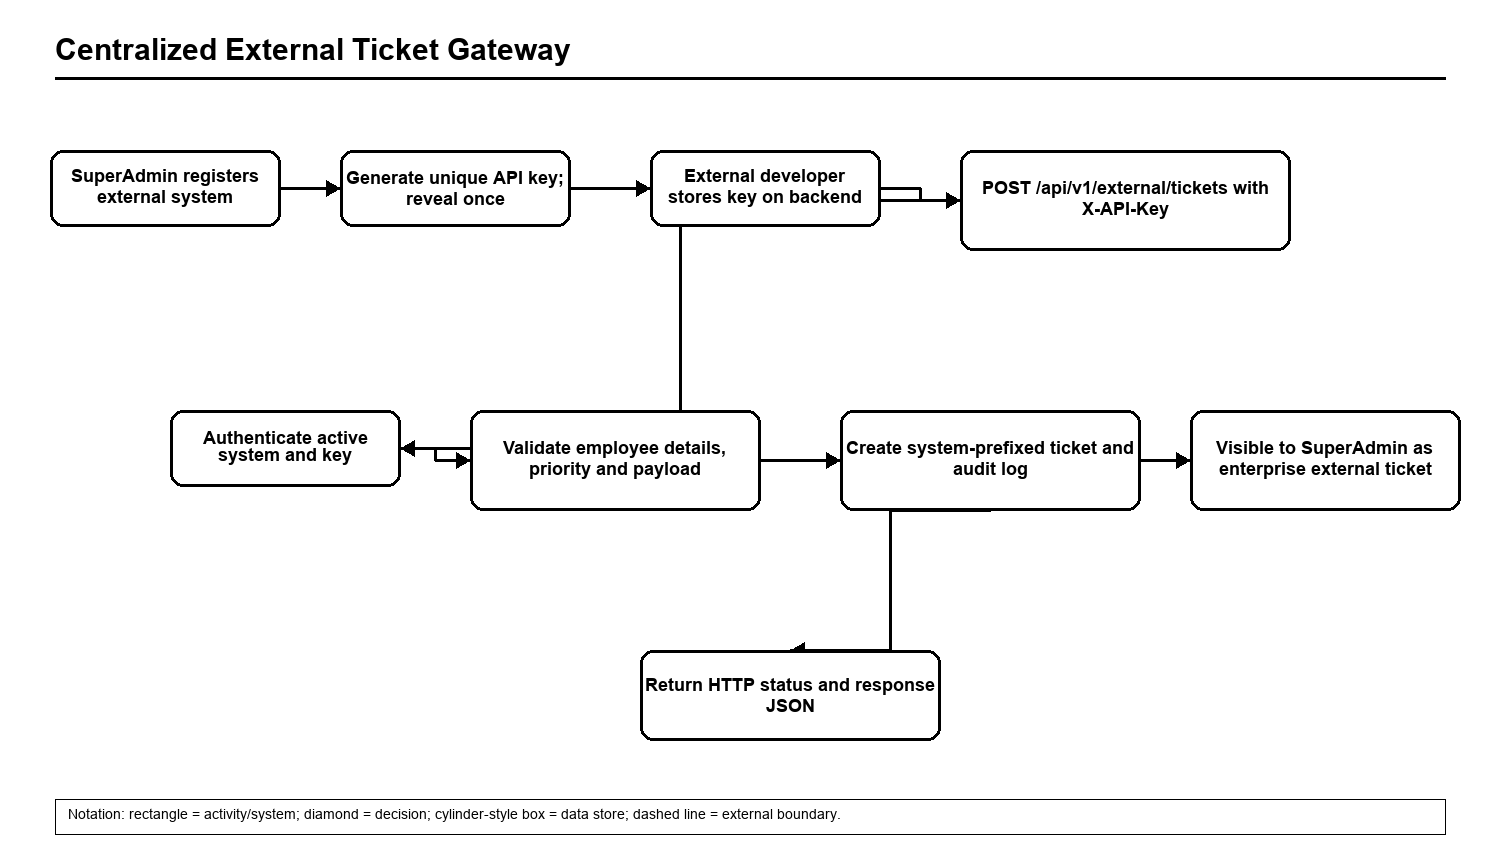 Centralized External Ticket Gateway
SuperAdmin registers
external system
Generate unique API key;
reveal once
External developer
stores key on backend
POST /api/v1/external/tickets with
X-API-Key
Authenticate active
system and key
Validate employee details,
priority and payload
Create system-prefixed ticket and
audit log
Visible to SuperAdmin as
enterprise external ticket
Return HTTP status and response
JSON
Notation: rectangle = activity/system; diamond = decision; cylinder-style box = data store; dashed line = external boundary.